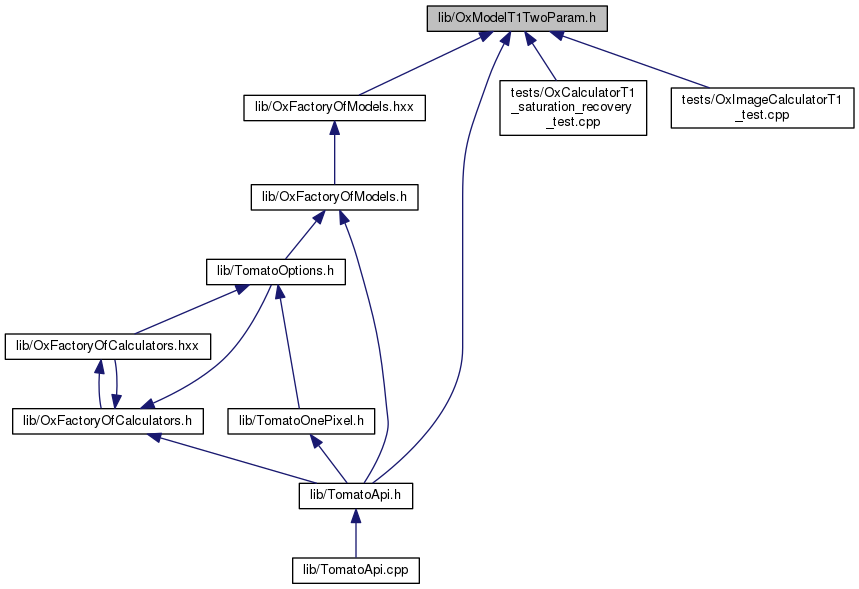 lib/OxModelT1TwoParam.h
lib/OxFactoryOfModels.hxx
tests/OxCalculatorT1
_saturation_recovery
_test.cpp
tests/OxImageCalculatorT1
_test.cpp
lib/OxFactoryOfModels.h
lib/TomatoOptions.h
lib/OxFactoryOfCalculators.hxx
lib/OxFactoryOfCalculators.h
lib/TomatoOnePixel.h
lib/TomatoApi.h
lib/TomatoApi.cpp